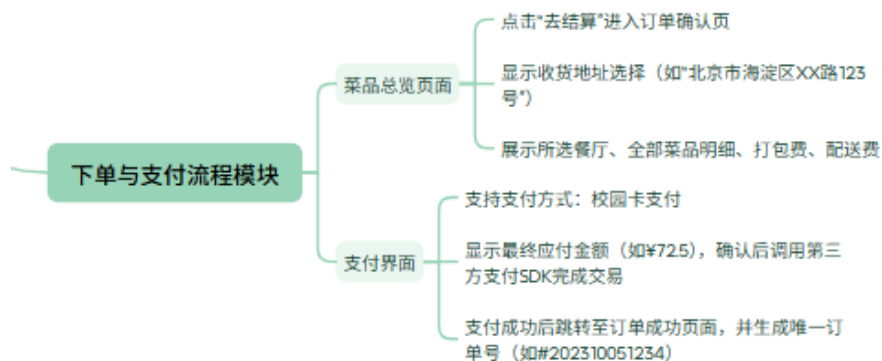 下单与支付流程模块
菜品总览页面
点击“去结算”进入订单确认页
显示收货地址选择（如“北京市海淀区XX路123
号”）
展示所选餐厅、全部菜品明细、打包费、配送费
支付界面
支持支付方式：校园卡支付
显示最终应付金额（如¥72.5），确认后调用第三
方支付SDK完成交易
支付成功后跳转至订单成功页面，并生成唯一订
单号（如#202310051234）